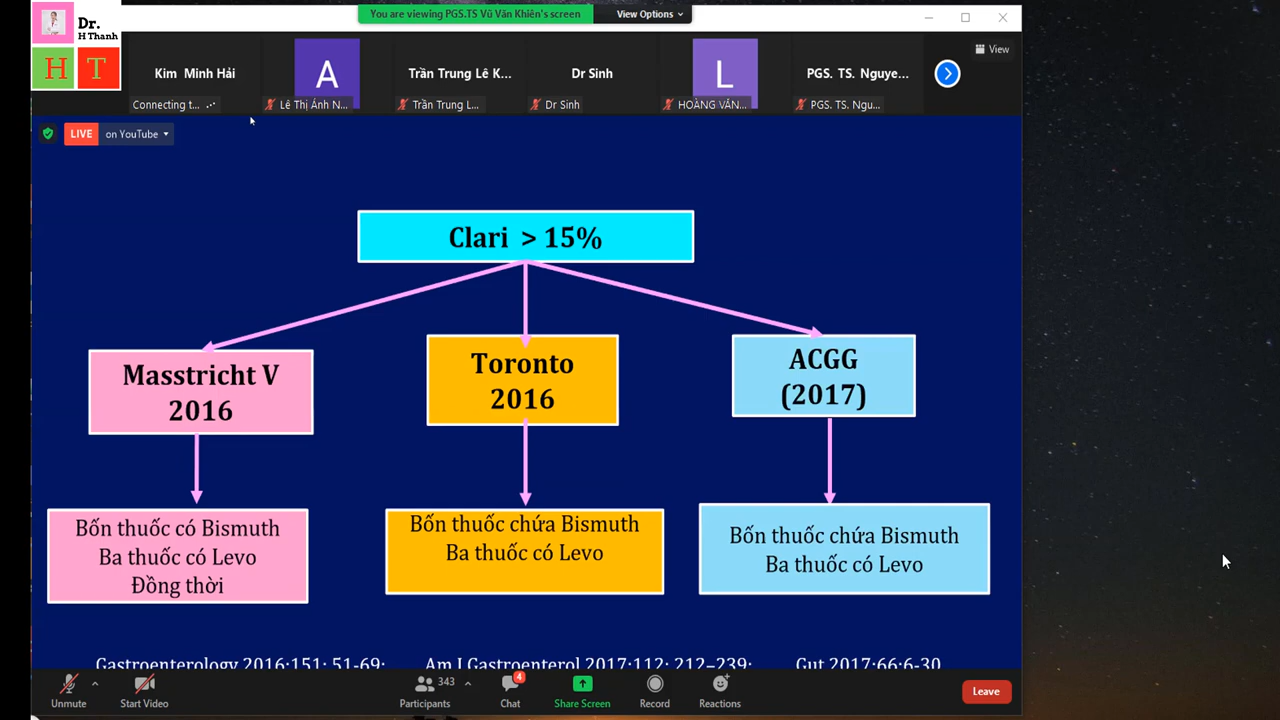 Dr.
H Thanh
H T
You are viewing PGS.TS Vũ Văn Khiên's screen
View Options
View
Kim Minh Hải
A
Trần Trung Lê K...
Dr Sinh
L
PGS. TS. Nguye...
Connecting t...
Lê Thị Ánh N...
Trần Trung L...
Dr Sinh
HOÀNG VĂN...
PGS. TS. Ngu...
LIVE
on YouTube
Clari > 15%
Masstricht V
2016
Toronto
2016
ACGG
(2017)
Bốn thuốc có Bismuth
Ba thuốc có Levo
Đồng thời
Bốn thuốc chứa Bismuth
Ba thuốc có Levo
Bốn thuốc chứa Bismuth
Ba thuốc có Levo
Gastroenterology 2016;151: 51-69;
Am J Gastroenterol 2017;112: 212–239;
Gut 2017;66:6-30
Unmute
Start Video
Participants
343
Chat
4
Share Screen
Record
Reactions
Leave